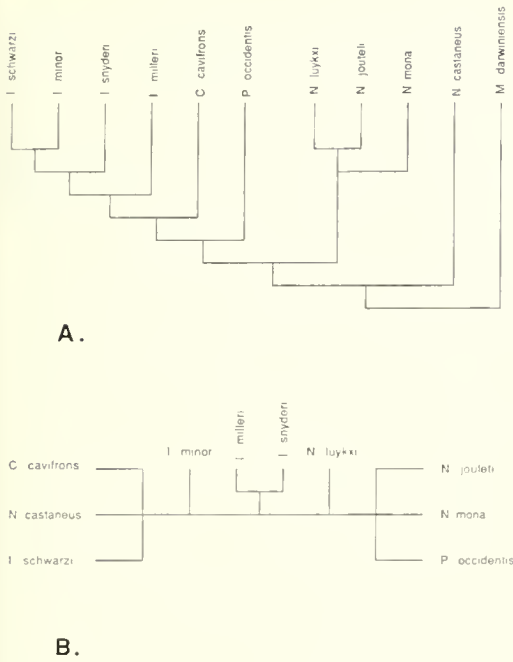 I schwarzi
I minor
I snyderi
I milleri
C cavifrons
P occidentis
N luykxi
N jouteli
N mona
N castaneus
M darwiniensis
A.
I milleri
I snyderi
I minor
N luykxi
C cavifrons
N jouteli
N castaneus
N mona
I schwarzi
P occidentis
B.